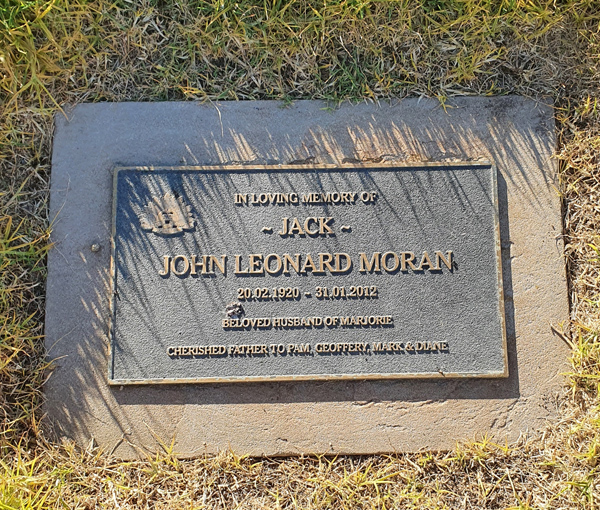 IN LOVING MEMORY OF
~ JACK ~
JOHN LEONARD MORAN
20.02.1920 ~ 31.01.2012
BELOVED HUSBAND OF MARJORIE
CHERISHED FATHER TO PAM, GEOFFERY, MARK & DIANE